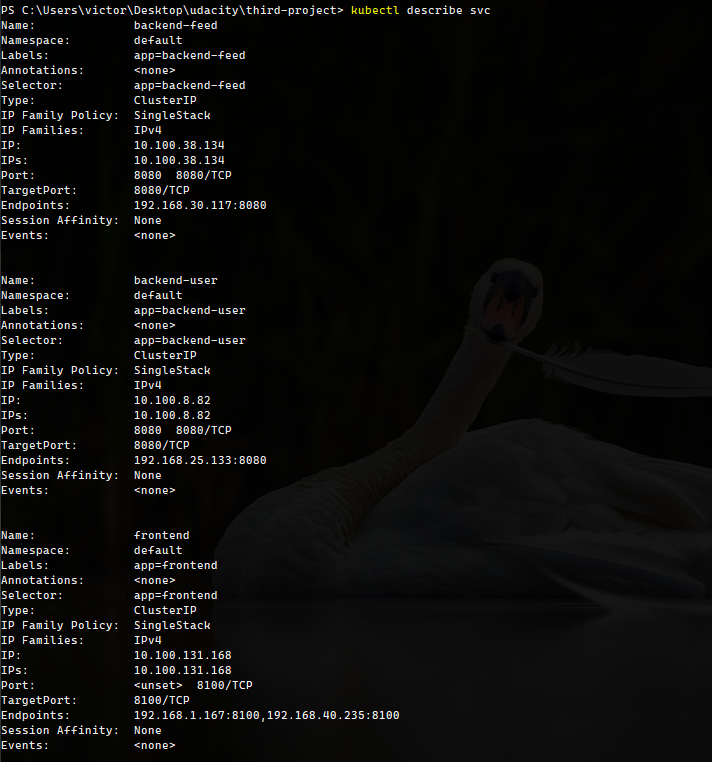 PS C:\Users\victor\Desktop\udacity\third-project> kubectl describe svc
Name:              backend-feed
Namespace:         default
Labels:            app=backend-feed
Annotations:       <none>
Selector:          app=backend-feed
Type:              ClusterIP
IP Family Policy:  SingleStack
IP Families:       IPv4
IP:                10.100.38.134
IPs:               10.100.38.134
Port:              8080  8080/TCP
TargetPort:        8080/TCP
Endpoints:         192.168.30.117:8080
Session Affinity:  None
Events:            <none>
Name:              backend-user
Namespace:         default
Labels:            app=backend-user
Annotations:       <none>
Selector:          app=backend-user
Type:              ClusterIP
IP Family Policy:  SingleStack
IP Families:       IPv4
IP:                10.100.8.82
IPs:               10.100.8.82
Port:              8080  8080/TCP
TargetPort:        8080/TCP
Endpoints:         192.168.25.133:8080
Session Affinity:  None
Events:            <none>
Name:              frontend
Namespace:         default
Labels:            app=frontend
Annotations:       <none>
Selector:          app=frontend
Type:              ClusterIP
IP Family Policy:  SingleStack
IP Families:       IPv4
IP:                10.100.131.168
IPs:               10.100.131.168
Port:              <unset>  8100/TCP
TargetPort:        8100/TCP
Endpoints:         192.168.1.167:8100,192.168.40.235:8100
Session Affinity:  None
Events:            <none>